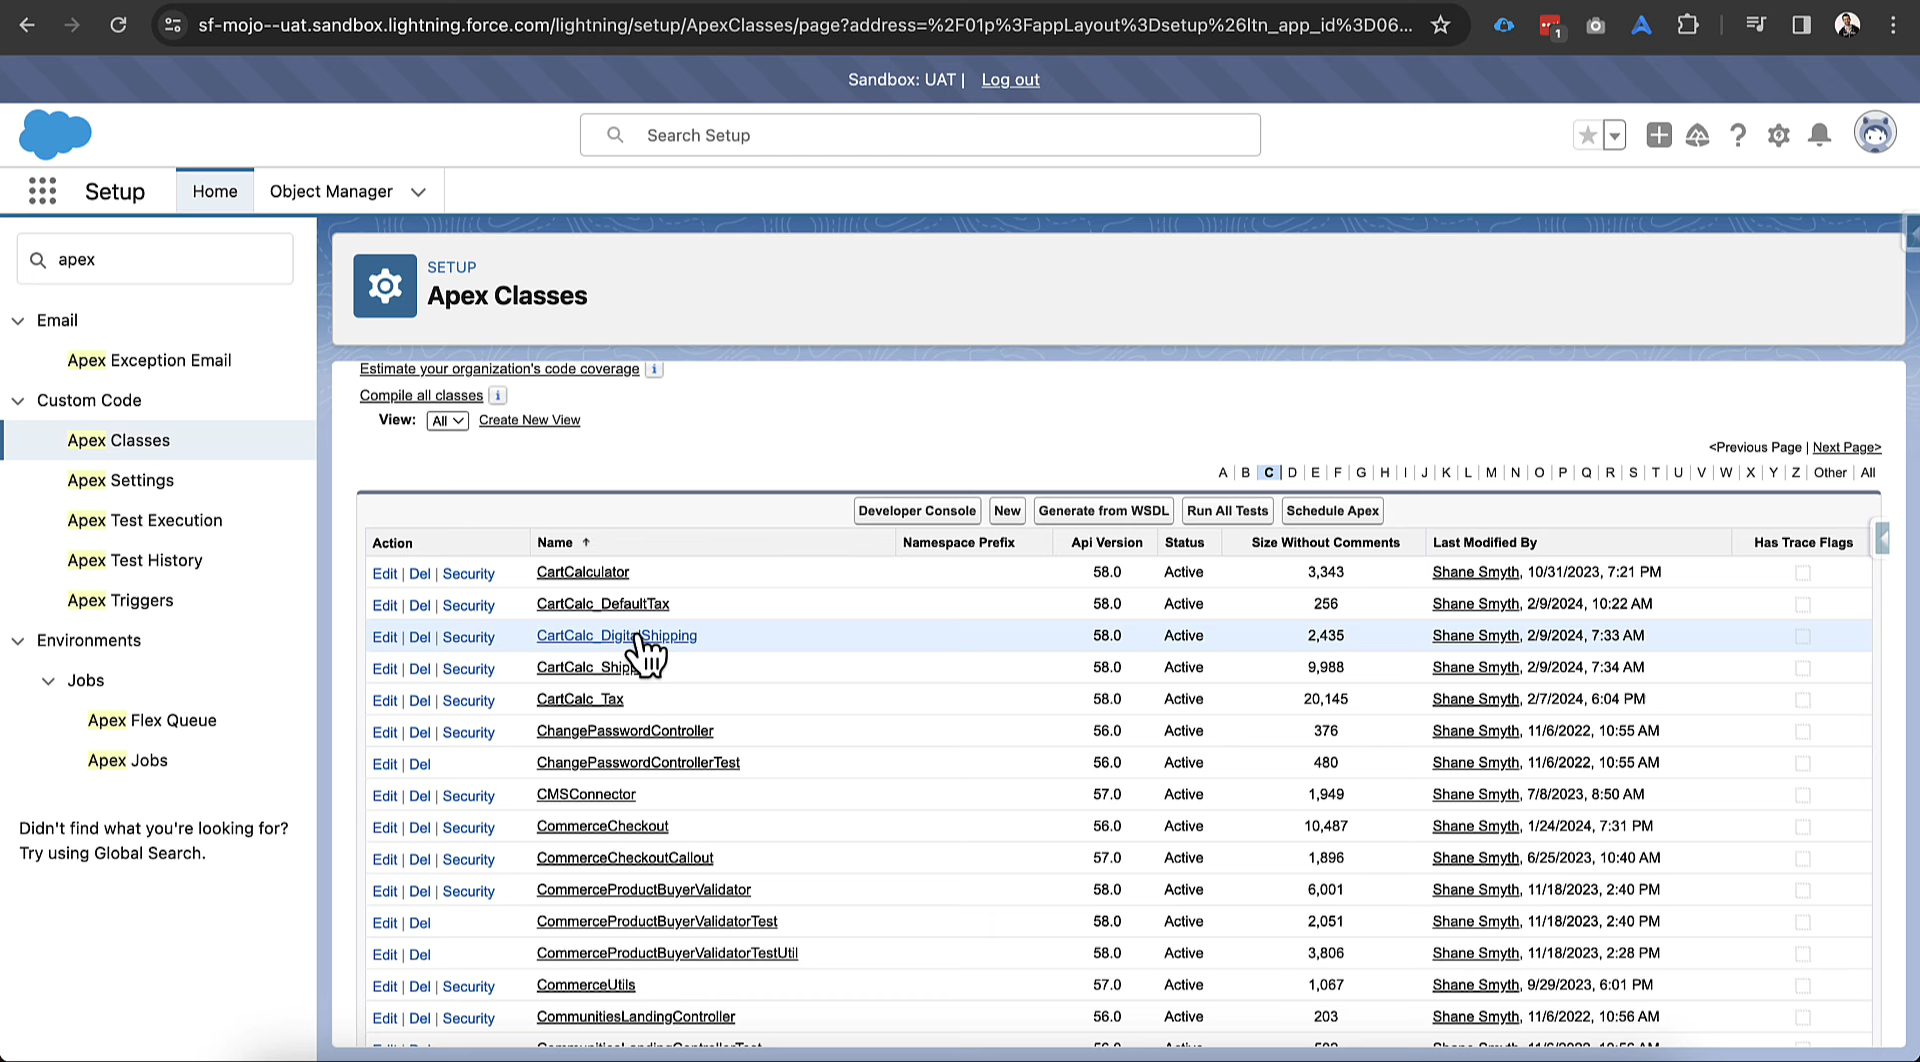 sf-mojo--uat.sandbox.lightning.force.com/lightning/setup/ApexClasses/page?address=%2F01p%3FappLayout%3Dsetup%26ltn_app_id%3D06...
1
Sandbox: UAT | Log out
Search Setup
Setup
Home
Object Manager
apex
Email
Apex Exception Email
Custom Code
Apex Classes
Apex Settings
Apex Test Execution
Apex Test History
Apex Triggers
Environments
Jobs
Apex Flex Queue
Apex Jobs
Didn't find what you're looking for?
Try using Global Search.
SETUP
Apex Classes
Estimate your organization's code coverage i
Compile all classes i
View: All Create New View
<Previous Page | Next Page>
A | B | C | D | E | F | G | H | I | J | K | L | M | N | O | P | Q | R | S | T | U | V | W | X | Y | Z | Other | All
Developer Console New Generate from WSDL Run All Tests Schedule Apex
Action Name ↑ Namespace Prefix Api Version Status Size Without Comments Last Modified By Has Trace Flags
Edit | Del | Security CartCalculator 58.0 Active 3,343 Shane Smyth, 10/31/2023, 7:21 PM
Edit | Del | Security CartCalc_DefaultTax 58.0 Active 256 Shane Smyth, 2/9/2024, 10:22 AM
Edit | Del | Security CartCalc_DigitalShipping 58.0 Active 2,435 Shane Smyth, 2/9/2024, 7:33 AM
Edit | Del | Security CartCalc_Ship 58.0 Active 9,988 Shane Smyth, 2/9/2024, 7:34 AM
Edit | Del | Security CartCalc_Tax 58.0 Active 20,145 Shane Smyth, 2/7/2024, 6:04 PM
Edit | Del | Security ChangePasswordController 56.0 Active 376 Shane Smyth, 11/6/2022, 10:55 AM
Edit | Del ChangePasswordControllerTest 56.0 Active 480 Shane Smyth, 11/6/2022, 10:55 AM
Edit | Del | Security CMSConnector 57.0 Active 1,949 Shane Smyth, 7/8/2023, 8:50 AM
Edit | Del | Security CommerceCheckout 56.0 Active 10,487 Shane Smyth, 1/24/2024, 7:31 PM
Edit | Del | Security CommerceCheckoutCallout 57.0 Active 1,896 Shane Smyth, 6/25/2023, 10:40 AM
Edit | Del | Security CommerceProductBuyerValidator 58.0 Active 6,001 Shane Smyth, 11/18/2023, 2:40 PM
Edit | Del CommerceProductBuyerValidatorTest 58.0 Active 2,051 Shane Smyth, 11/18/2023, 2:40 PM
Edit | Del CommerceProductBuyerValidatorTestUtil 58.0 Active 3,806 Shane Smyth, 11/18/2023, 2:28 PM
Edit | Del | Security CommerceUtils 57.0 Active 1,067 Shane Smyth, 9/29/2023, 6:01 PM
Edit | Del | Security CommunitiesLandingController 56.0 Active 203 Shane Smyth, 11/6/2022, 10:56 AM